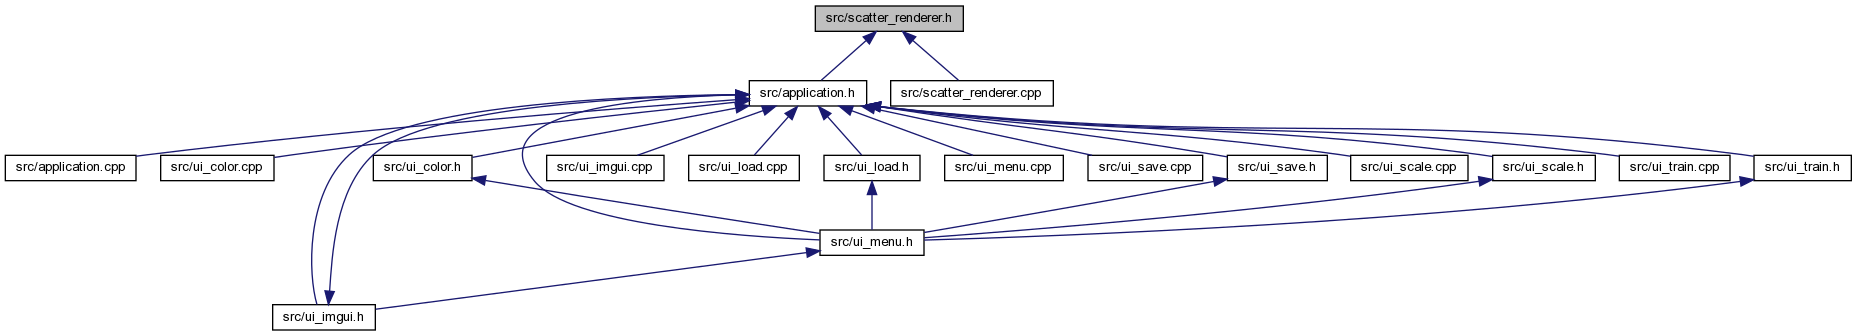 src/scatter_renderer.h
src/application.h
src/scatter_renderer.cpp
src/application.cpp
src/ui_color.cpp
src/ui_color.h
src/ui_imgui.cpp
src/ui_load.cpp
src/ui_load.h
src/ui_menu.cpp
src/ui_save.cpp
src/ui_save.h
src/ui_scale.cpp
src/ui_scale.h
src/ui_train.cpp
src/ui_train.h
src/ui_menu.h
src/ui_imgui.h